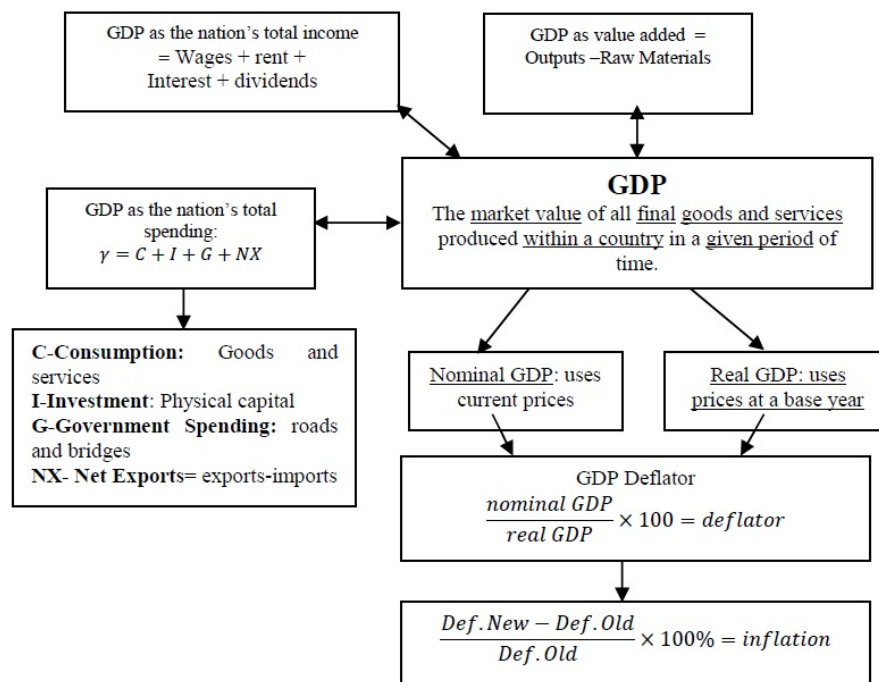 GDP as the nation's total income
= Wages + rent +
Interest + dividends
GDP as value added =
Outputs –Raw Materials
GDP
The market value of all final goods and services
produced within a country in a given period of
time.
GDP as the nation's total
spending:
γ = C + I + G + NX
C-Consumption: Goods and
services
I-Investment: Physical capital
G-Government Spending: roads
and bridges
NX- Net Exports= exports-imports
Nominal GDP: uses
current prices
Real GDP: uses
prices at a base year
GDP Deflator
nominal GDP
real GDP
× 100 = deflator
Def.New − Def.Old
Def.Old
× 100% = inflation